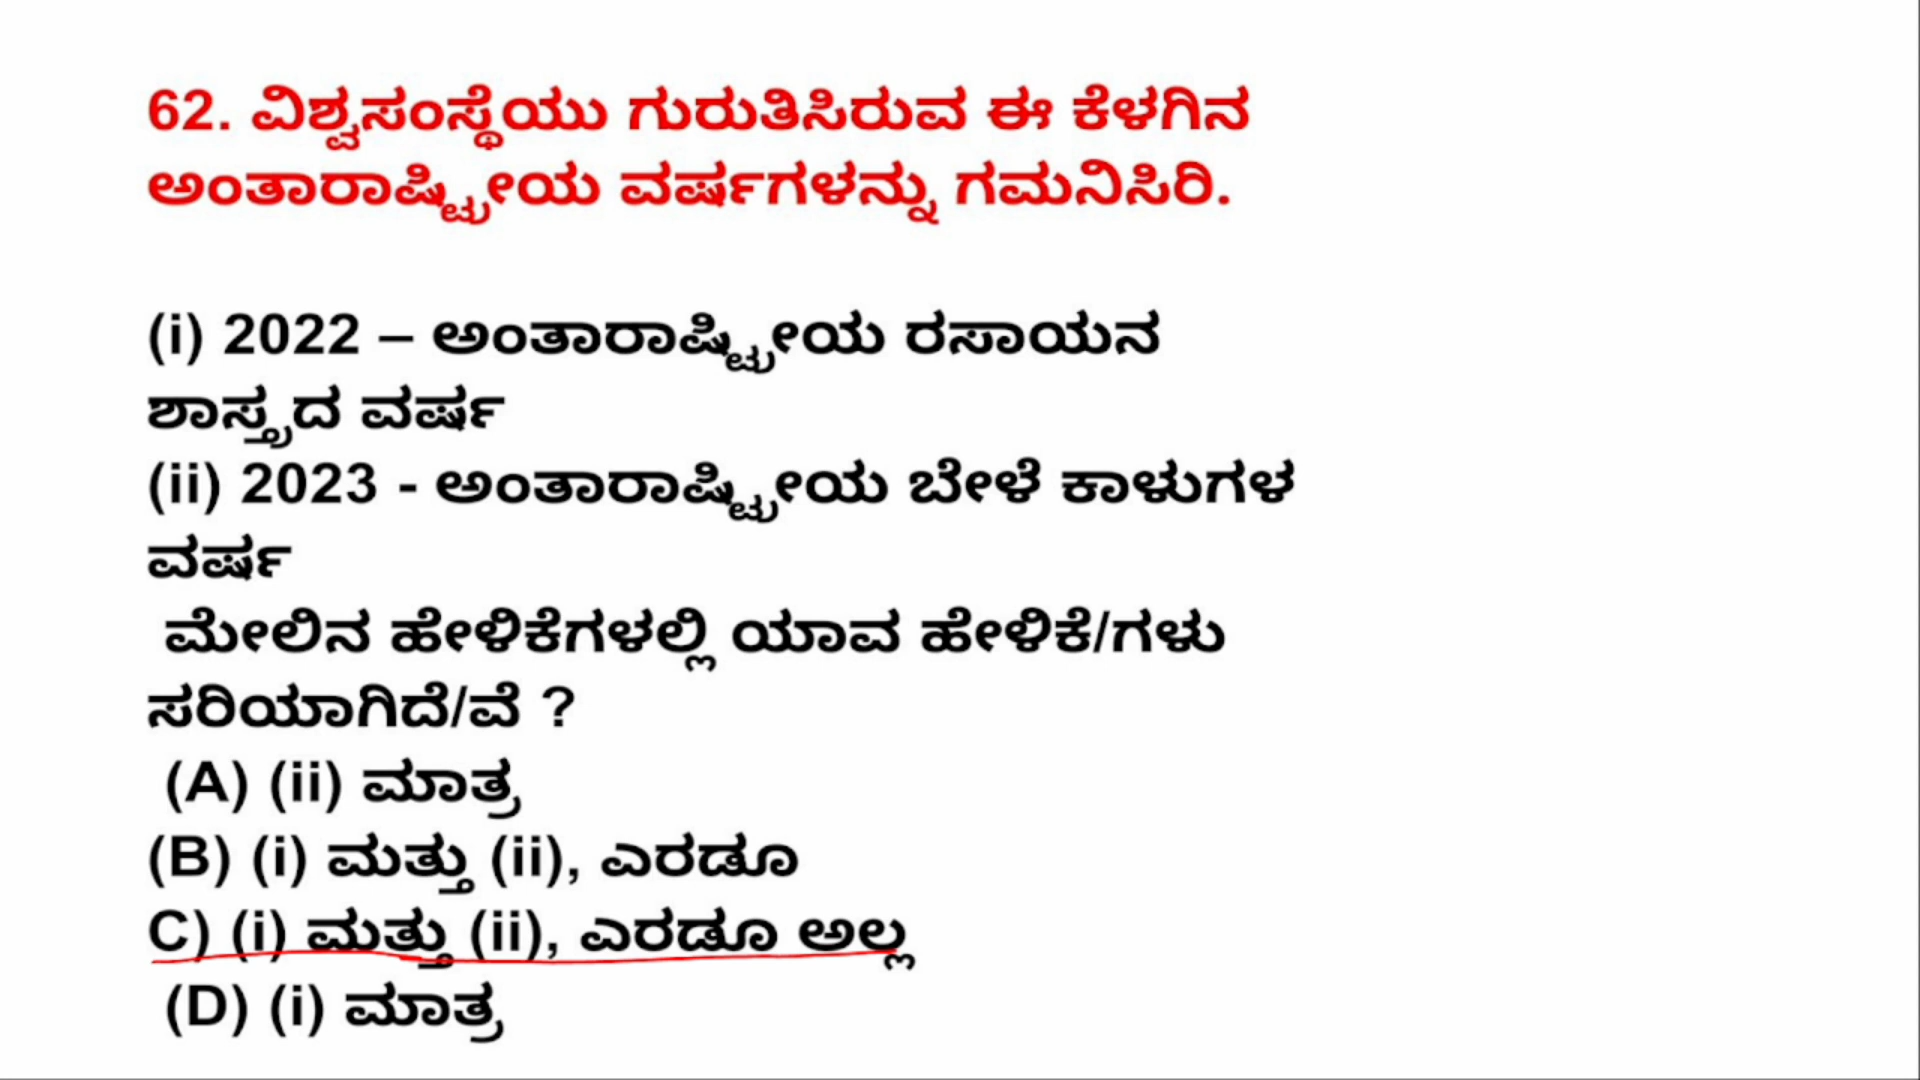 62. ವಿಶ್ವಸಂಸ್ಥೆಯು ಗುರುತಿಸಿರುವ ಈ ಕೆಳಗಿನ
ಅಂತಾರಾಷ್ಟ್ರೀಯ ವರ್ಷಗಳನ್ನು ಗಮನಿಸಿರಿ.
(i) 2022 – ಅಂತಾರಾಷ್ಟ್ರೀಯ ರಸಾಯನ
ಶಾಸ್ತ್ರದ ವರ್ಷ
(ii) 2023 - ಅಂತಾರಾಷ್ಟ್ರೀಯ ಬೇಳೆ ಕಾಳುಗಳ
ವರ್ಷ
ಮೇಲಿನ ಹೇಳಿಕೆಗಳಲ್ಲಿ ಯಾವ ಹೇಳಿಕೆ/ಗಳು
ಸರಿಯಾಗಿದೆ/ವೆ ?
(A) (ii) ಮಾತ್ರ
(B) (i) ಮತ್ತು (ii), ಎರಡೂ
C) (i) ಮತ್ತು (ii), ಎರಡೂ ಅಲ್ಲ
(D) (i) ಮಾತ್ರ